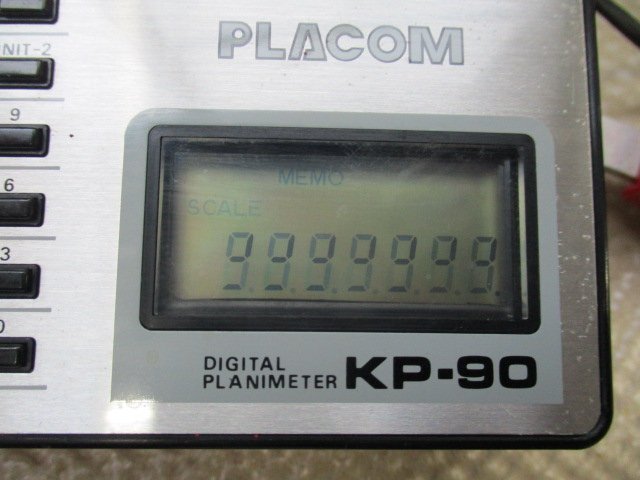 PLACOM
NIT-2
9
6
3
0
MEMO
SCALE
9999999
DIGITAL
PLANIMETER KP-90